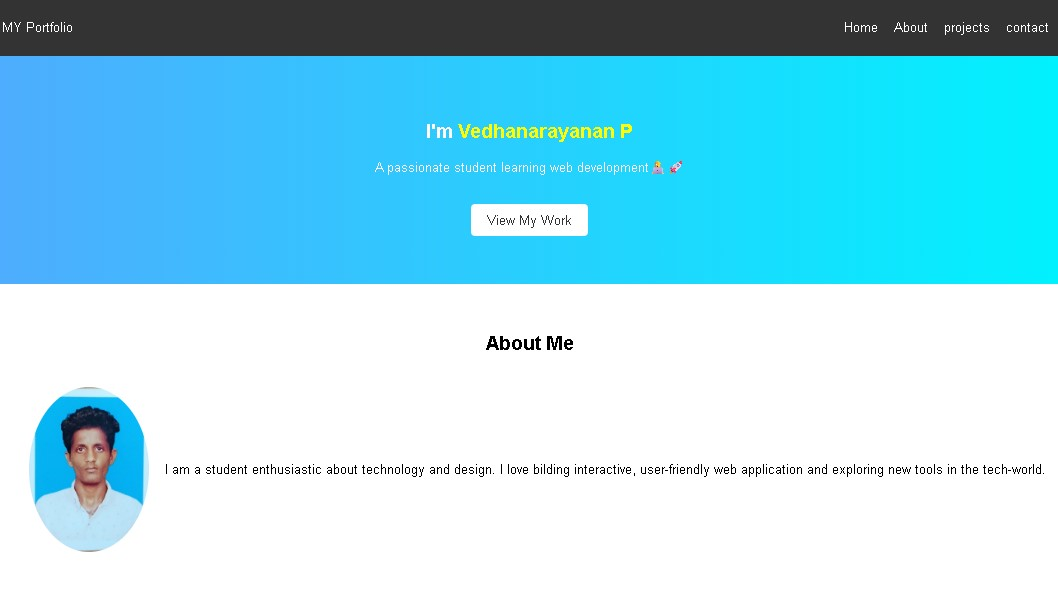 MY Portfolio
Home About projects contact
I'm Vedhanarayanan P
A passionate student learning web development
View My Work
About Me
I am a student enthusiastic about technology and design. I love bilding interactive, user-friendly web application and exploring new tools in the tech-world.